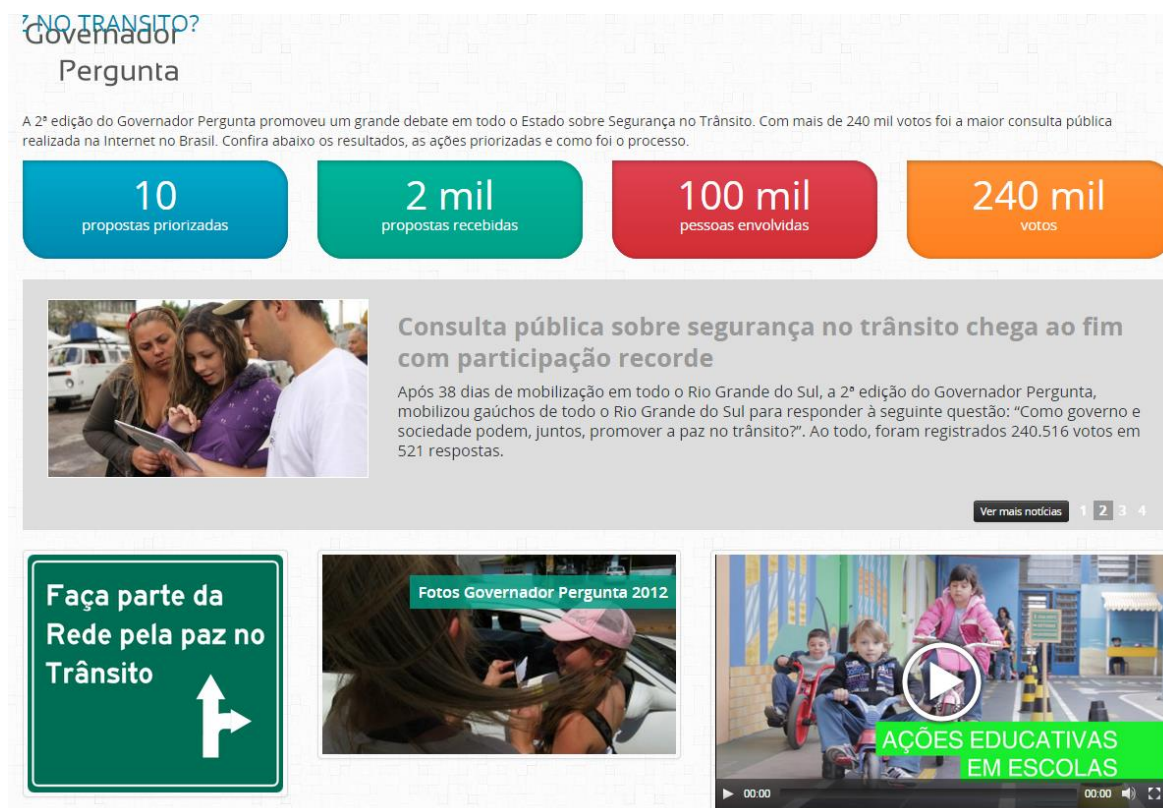 Z NO TRANSITO?
Governador
Pergunta
A 2ª edição do Governador Pergunta promoveu um grande debate em todo o Estado sobre Segurança no Trânsito. Com mais de 240 mil votos foi a maior consulta pública
realizada na Internet no Brasil. Confira abaixo os resultados, as ações priorizadas e como foi o processo.
10
propostas priorizadas
2 mil
propostas recebidas
100 mil
pessoas envolvidas
240 mil
votos
Consulta pública sobre segurança no trânsito chega ao fim
com participação recorde
Após 38 dias de mobilização em todo o Rio Grande do Sul, a 2ª edição do Governador Pergunta,
mobilizou gaúchos de todo o Rio Grande do Sul para responder à seguinte questão: “Como governo e
sociedade podem, juntos, promover a paz no trânsito?”. Ao todo, foram registrados 240.516 votos em
521 respostas.
Ver mais notícias 1 2 3 4
Faça parte da
Rede pela paz no
Trânsito
Fotos Governador Pergunta 2012
AÇÕES EDUCATIVAS
EM ESCOLAS
00:00 00:00